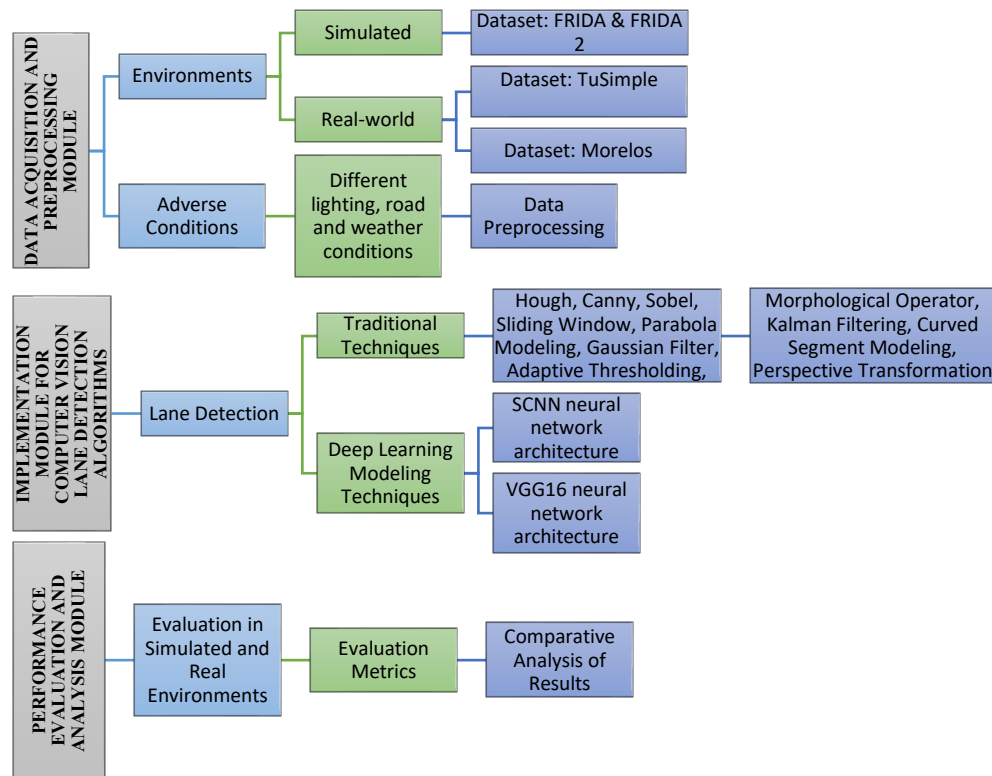 DATA ACQUISITION AND
PREPROCESSING
MODULE
Environments
Simulated
Dataset: FRIDA & FRIDA
2
Real-world
Dataset: TuSimple
Dataset: Morelos
Adverse
Conditions
Different
lighting, road
and weather
conditions
Data
Preprocessing
IMPLEMENTATION
MODULE FOR
COMPUTER VISION
LANE DETECTION
ALGORITHMS
Lane Detection
Traditional
Techniques
Hough, Canny, Sobel,
Sliding Window, Parabola
Modeling, Gaussian Filter,
Adaptive Thresholding,
Morphological Operator,
Kalman Filtering, Curved
Segment Modeling,
Perspective Transformation
Deep Learning
Modeling
Techniques
SCNN neural
network
architecture
VGG16 neural
network
architecture
PERFORMANCE
EVALUATION AND
ANALYSIS MODULE
Evaluation in
Simulated and
Real
Environments
Evaluation
Metrics
Comparative
Analysis of
Results